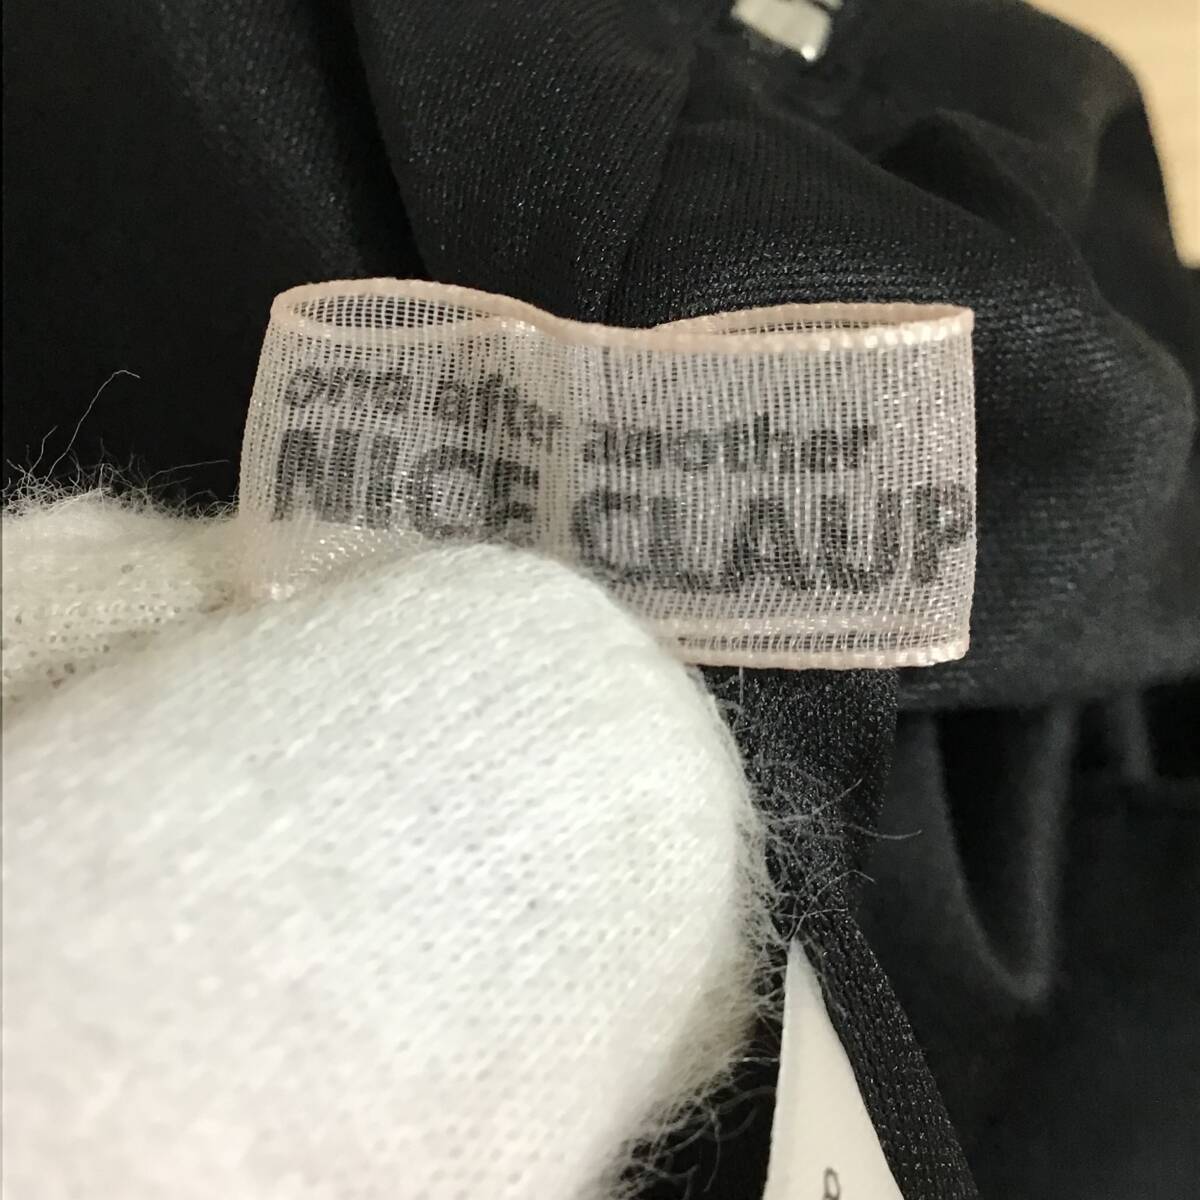 one after another
NICE CLAUP